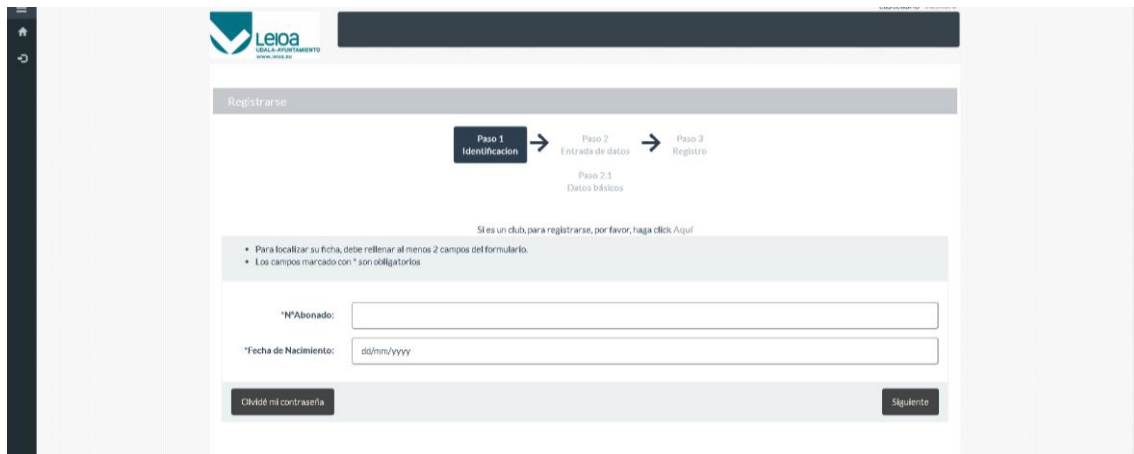 Leioa
UDALA-AYUNTAMIENTO
www.leioa.eu
Registrarse
Paso 1
Identificacion
Paso 2
Entrada de datos
Paso 3
Registro
Paso 2.1
Datos básicos
Si es un club, para registrarse, por favor, haga click Aquí
Para localizar su ficha, debe rellenar al menos 2 campos del formulario.
Los campos marcado con * son obligatorios
*NºAbonado:
*Fecha de Nacimiento:
dd/mm/yyyy
Olvidé mi contraseña
Siguiente